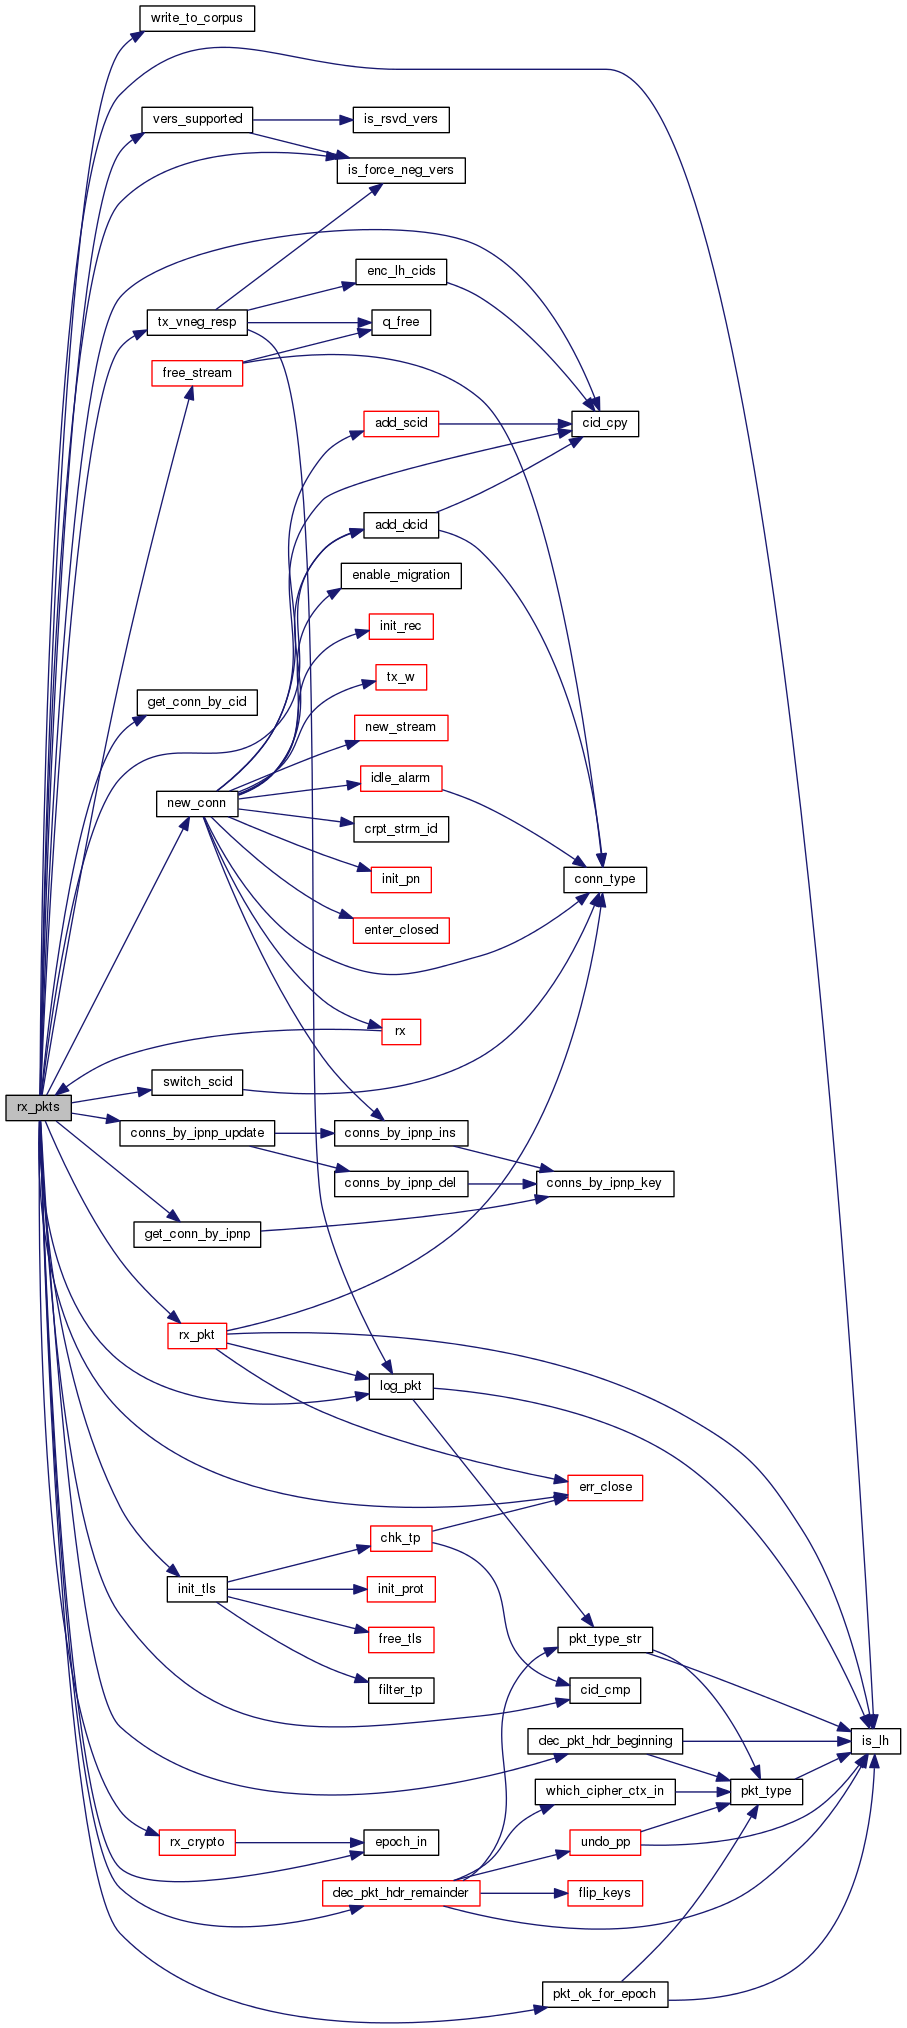 write_to_corpus
vers_supported
is_rsvd_vers
is_force_neg_vers
enc_lh_cids
tx_vneg_resp
q_free
free_stream
add_scid
cid_cpy
add_dcid
enable_migration
init_rec
tx_w
get_conn_by_cid
new_stream
idle_alarm
new_conn
crpt_strm_id
init_pn
conn_type
enter_closed
rx
switch_scid
rx_pkts
conns_by_ipnp_update
conns_by_ipnp_ins
conns_by_ipnp_del
conns_by_ipnp_key
get_conn_by_ipnp
rx_pkt
log_pkt
err_close
chk_tp
init_tls
init_prot
free_tls
pkt_type_str
filter_tp
cid_cmp
dec_pkt_hdr_beginning
is_lh
which_cipher_ctx_in
pkt_type
rx_crypto
epoch_in
undo_pp
dec_pkt_hdr_remainder
flip_keys
pkt_ok_for_epoch